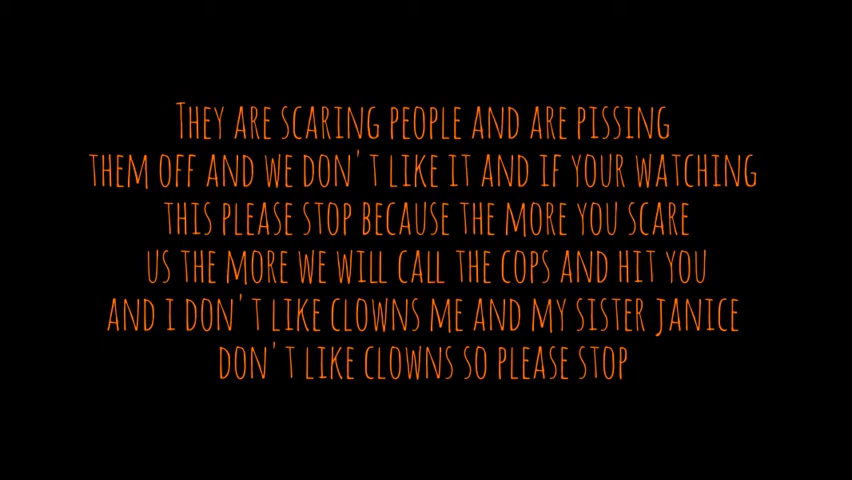 They are scaring people and are pissing
them off and we don't like it and if your watching
this please stop because the more you scare
us the more we will call the cops and hit you
and i don't like clowns me and my sister janice
don't like clowns so please stop